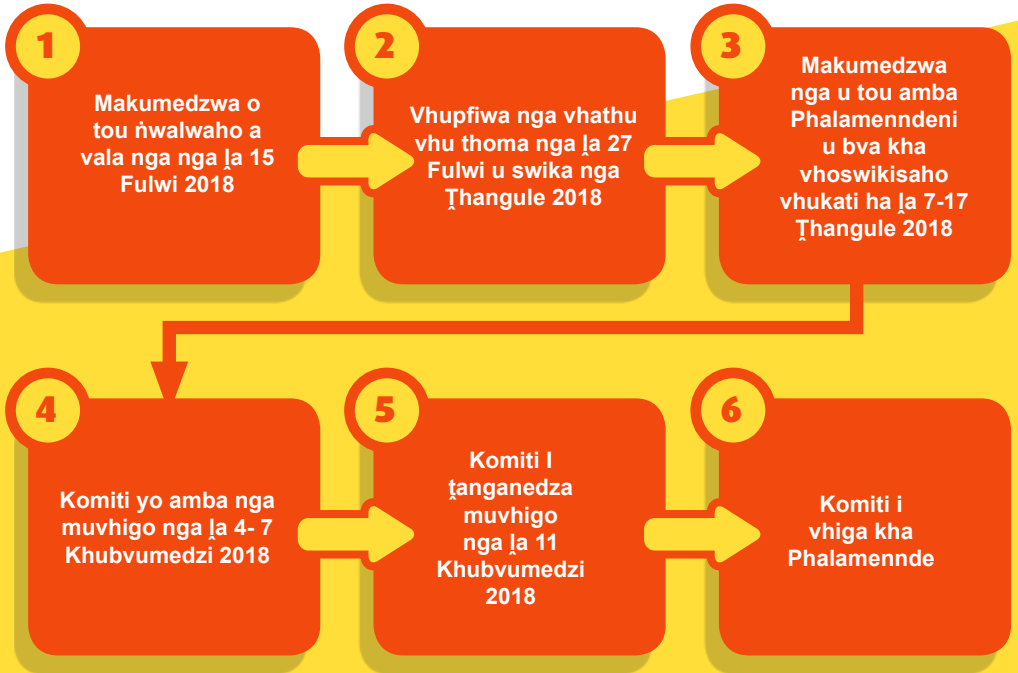 1
Makumedzwa o
tou ṅwalwaho a
vala nga nga ḽa 15
Fulwi 2018
2
Vhupfiwa nga vhathu
vhu thoma nga ḽa 27
Fulwi u swika nga
Ṱhangule 2018
3
Makumedzwa
nga u tou amba
Phalamenndeni
u bva kha
vhoswikisaho
vhukati ha ḽa 7-17
Ṱhangule 2018
4
Komiti yo amba nga
muvhigo nga ḽa 4- 7
Khubvumedzi 2018
5
Komiti I
ṱanganedza
muvhigo
nga ḽa 11
Khubvumedzi
2018
6
Komiti i
vhiga kha
Phalamennde